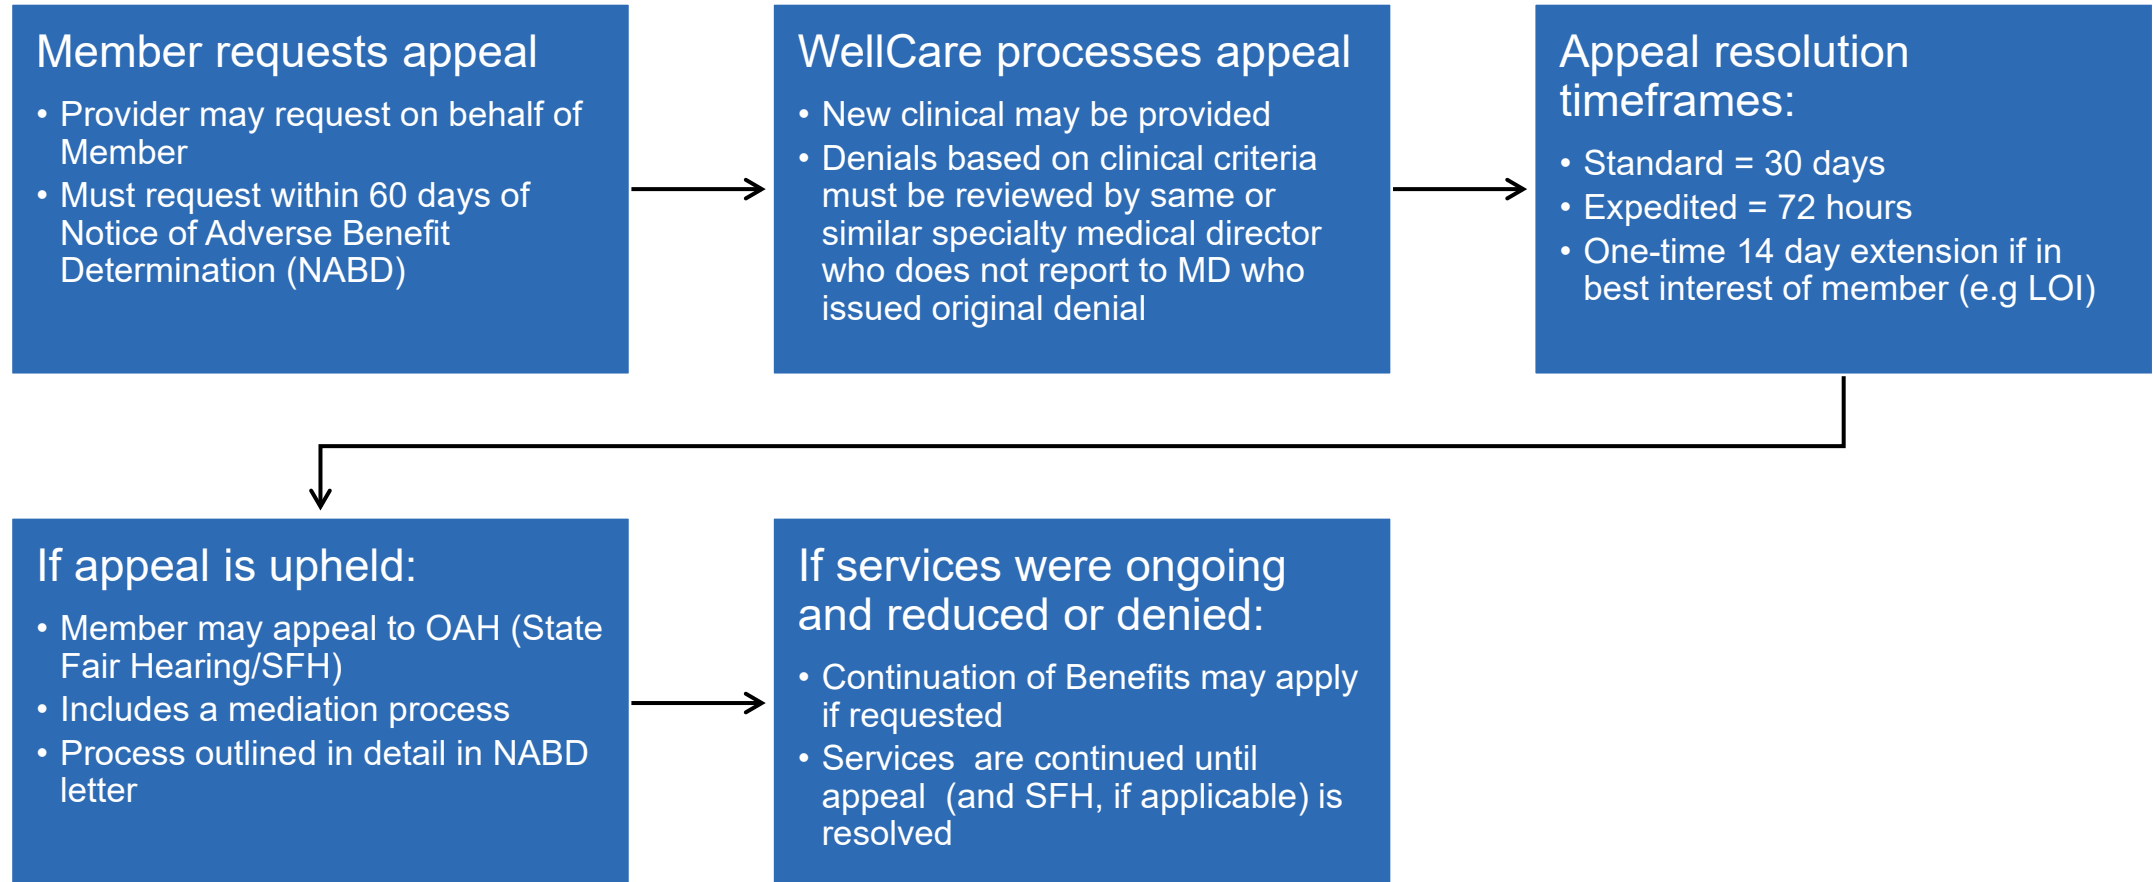 Member requests appeal
• Provider may request on behalf of
Member
• Must request within 60 days of
Notice of Adverse Benefit
Determination (NABD)
WellCare processes appeal
• New clinical may be provided
• Denials based on clinical criteria
must be reviewed by same or
similar specialty medical director
who does not report to MD who
issued original denial
Appeal resolution
timeframes:
• Standard = 30 days
• Expedited = 72 hours
• One-time 14 day extension if in
best interest of member (e.g LOI)
If appeal is upheld:
• Member may appeal to OAH (State
Fair Hearing/SFH)
• Includes a mediation process
• Process outlined in detail in NABD
letter
If services were ongoing
and reduced or denied:
• Continuation of Benefits may apply
if requested
• Services  are continued until
appeal  (and SFH, if applicable) is
resolved